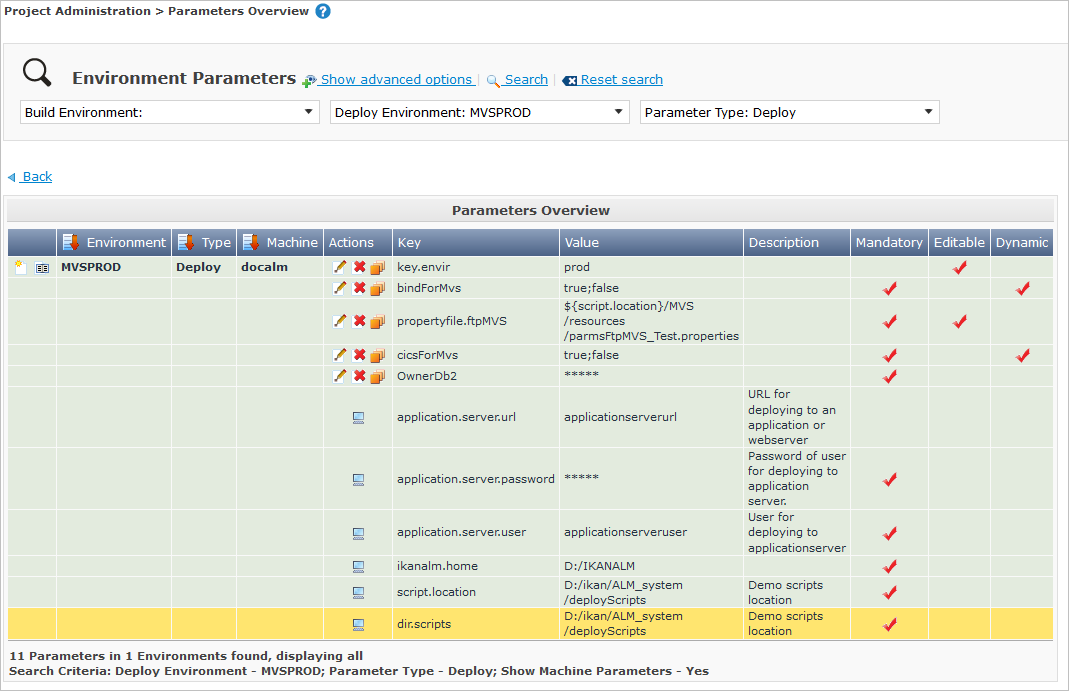 Project Administration > Parameters Overview ?
Environment Parameters Show advanced options | Search | Reset search
Build Environment: Deploy Environment: MVSPROD Parameter Type: Deploy
Back
Parameters Overview
Environment Type Machine Actions Key Value Description Mandatory Editable Dynamic
MVSPROD Deploy docalm key.envir prod
bindForMvs true;false
propertyfile.ftpMVS ${script.location}/MVS
/resources
/parmsFtpMVS_Test.properties
cicsForMvs true;false
OwnerDb2 *****
application.server.url applicationserverurl URL for
deploying to an
application or
webserver
application.server.password ***** Password of user
for deploying to
application
server.
application.server.user applicationserveruser User for
deploying to
applicationserver
ikanalm.home D:/IKANALM
script.location D:/ikan/ALM_system
/deployScripts Demo scripts
location
dir.scripts D:/ikan/ALM_system
/deployScripts Demo scripts
location
11 Parameters in 1 Environments found, displaying all
Search Criteria: Deploy Environment - MVSPROD; Parameter Type - Deploy; Show Machine Parameters - Yes